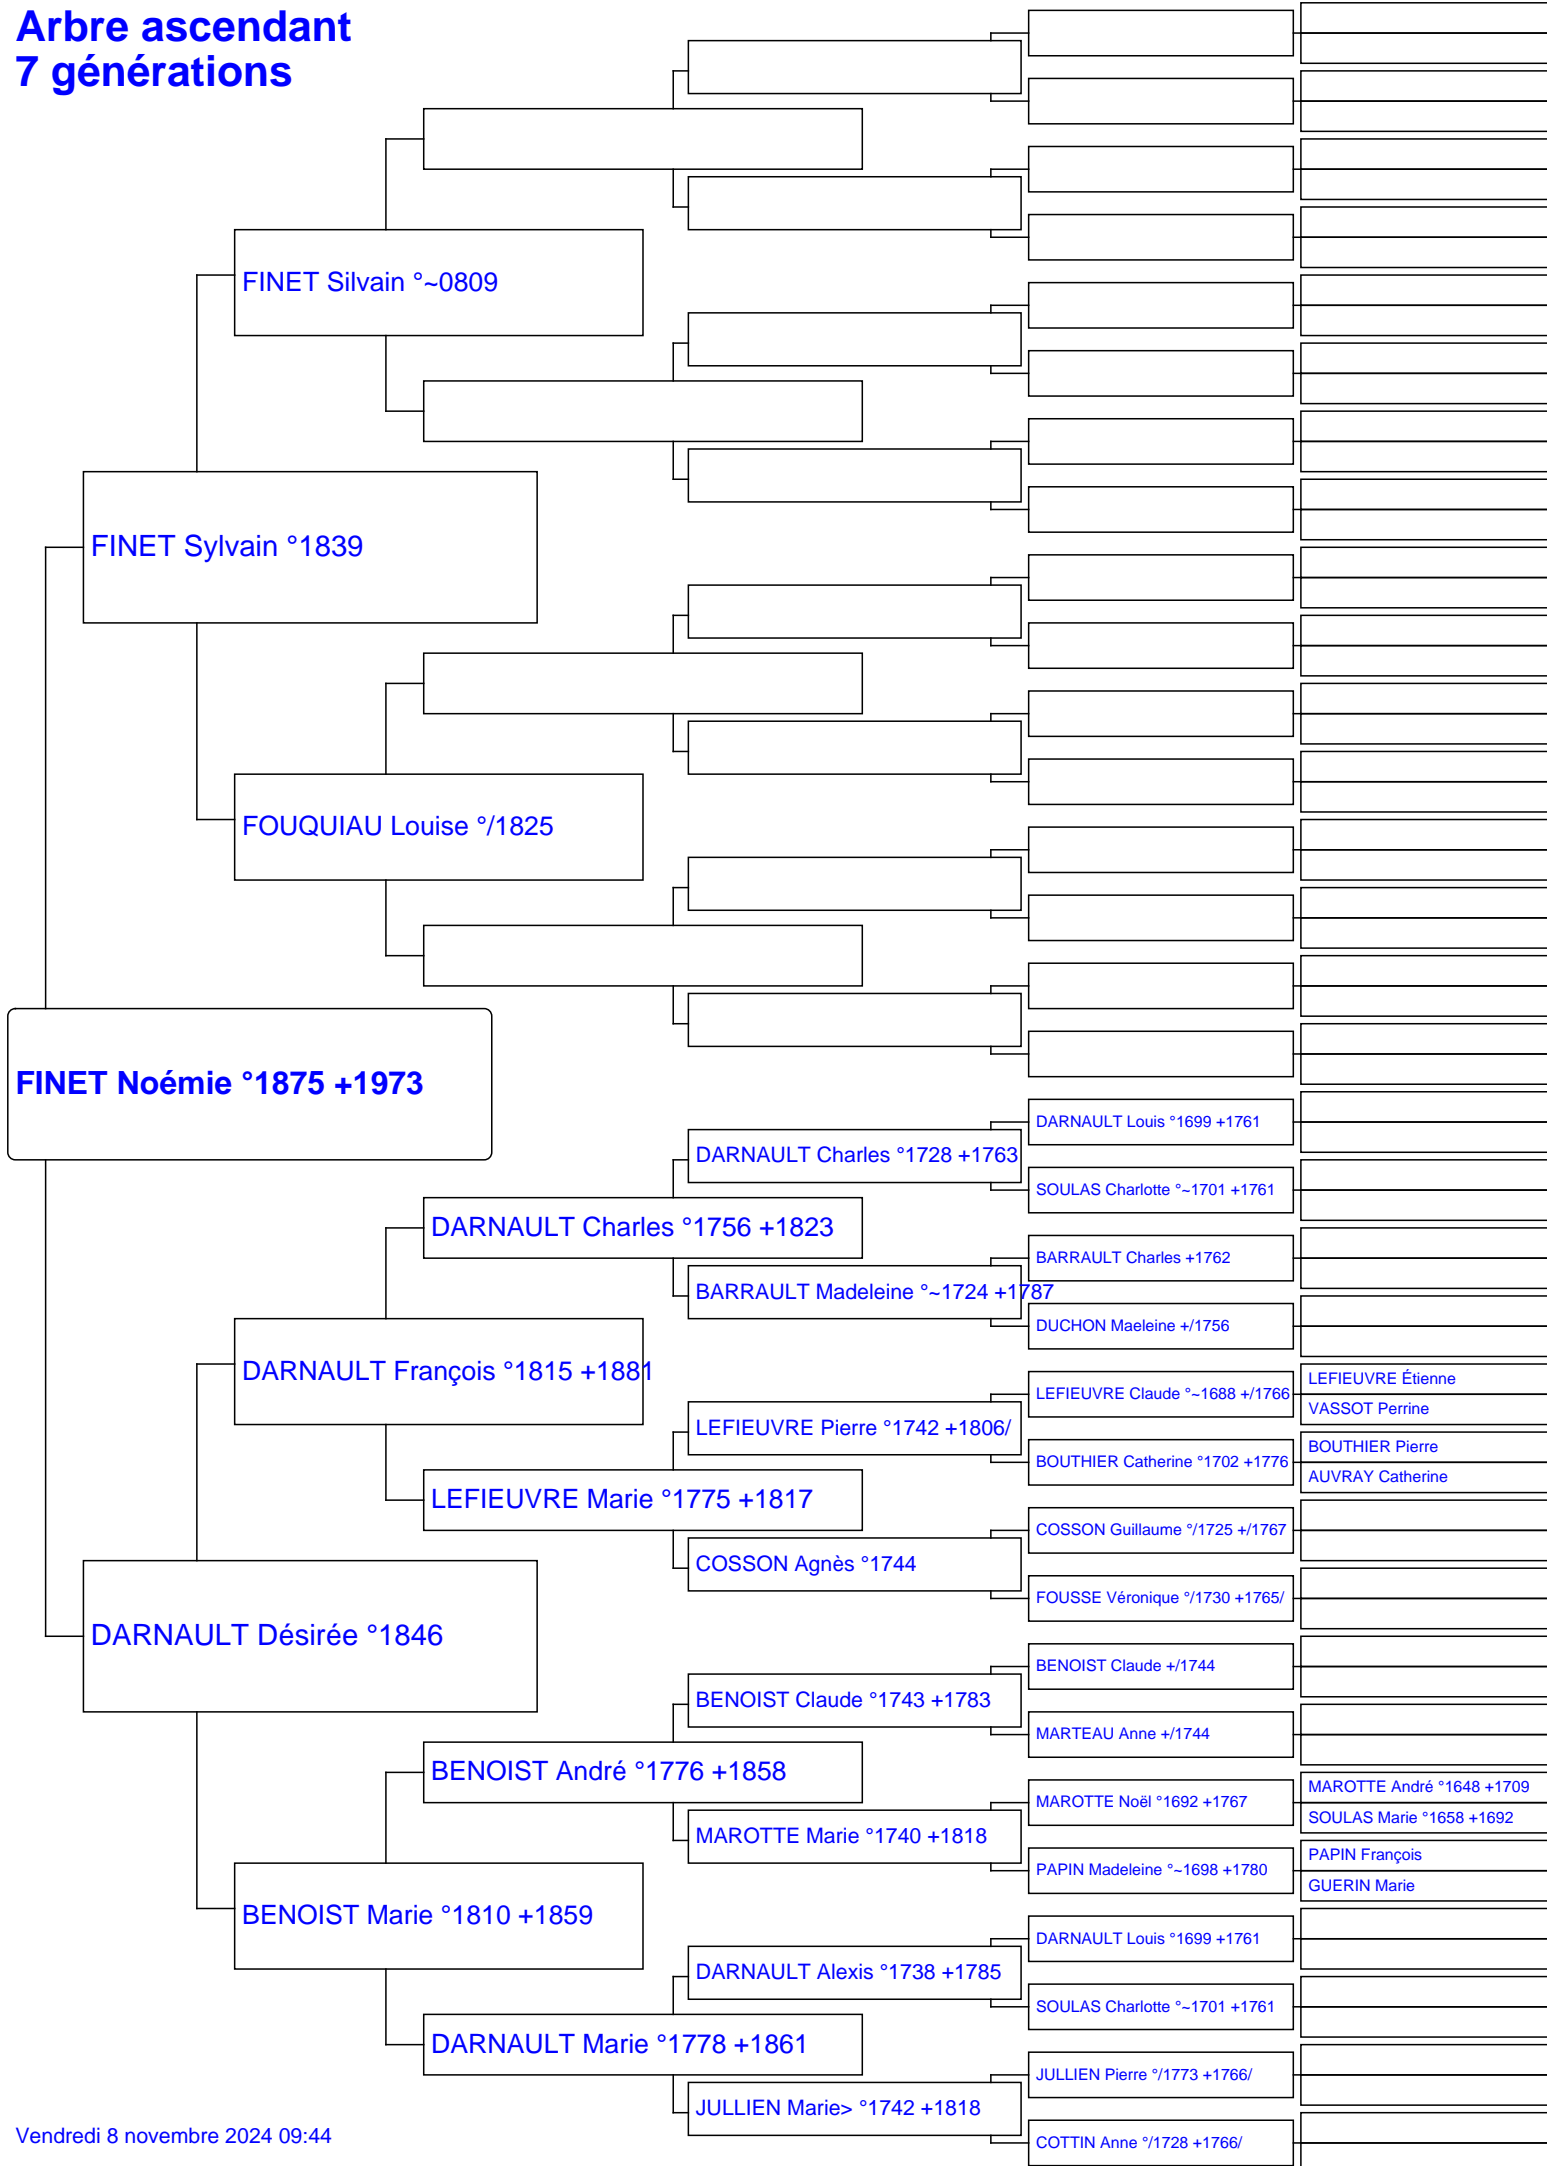 Arbre ascendant
7 générations
FINET Silvain °~0809
FINET Sylvain °1839
FOUQUIAU Louise °/1825
FINET Noémie °1875 +1973
DARNAULT Louis °1699 +1761
DARNAULT Charles °1728 +1763
SOULAS Charlotte °~1701 +1761
DARNAULT Charles °1756 +1823
BARRAULT Charles +1762
BARRAULT Madeleine °~1724 +1787
DUCHON Maeleine +/1756
DARNAULT François °1815 +1881
LEFIEUVRE Étienne
LEFIEUVRE Claude °~1688 +/1766
VASSOT Perrine
LEFIEUVRE Pierre °1742 +1806/
BOUTHIER Pierre
BOUTHIER Catherine °1702 +1776
AUVRAY Catherine
LEFIEUVRE Marie °1775 +1817
COSSON Guillaume °/1725 +/1767
COSSON Agnès °1744
FOUSSE Véronique °/1730 +1765/
DARNAULT Désirée °1846
BENOIST Claude +/1744
BENOIST Claude °1743 +1783
MARTEAU Anne +/1744
BENOIST André °1776 +1858
MAROTTE André °1648 +1709
MAROTTE Noël °1692 +1767
SOULAS Marie °1658 +1692
MAROTTE Marie °1740 +1818
PAPIN François
PAPIN Madeleine °~1698 +1780
GUERIN Marie
BENOIST Marie °1810 +1859
DARNAULT Louis °1699 +1761
DARNAULT Alexis °1738 +1785
SOULAS Charlotte °~1701 +1761
DARNAULT Marie °1778 +1861
JULLIEN Pierre °/1773 +1766/
JULLIEN Marie> °1742 +1818
COTTIN Anne °/1728 +1766/
Vendredi 8 novembre 2024 09:44